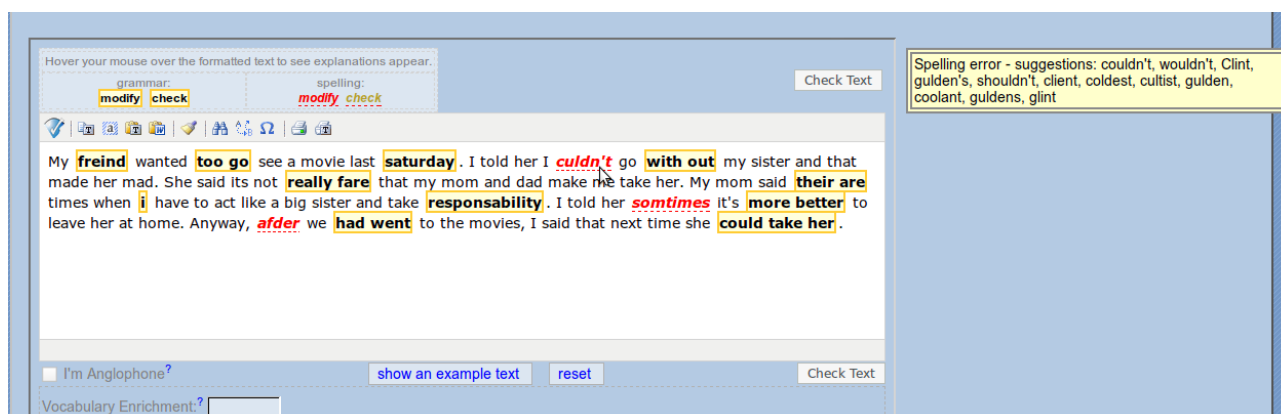 Hover your mouse over the formatted text to see explanations appear.
grammar: spelling:
modify check modify check
Check Text
Spelling error - suggestions: couldn't, wouldn't, Clint,
gulden's, shouldn't, client, coldest, cultist, gulden,
coolant, guldens, glint
My freind wanted too go see a movie last saturday. I told her I culdn't go with out my sister and that
made her mad. She said its not really fare that my mom and dad make me take her. My mom said their are
times when i have to act like a big sister and take responsability. I told her somtimes it's more better to
leave her at home. Anyway, afder we had went to the movies, I said that next time she could take her.
I'm Anglophone? show an example text reset Check Text
Vocabulary Enrichment:?